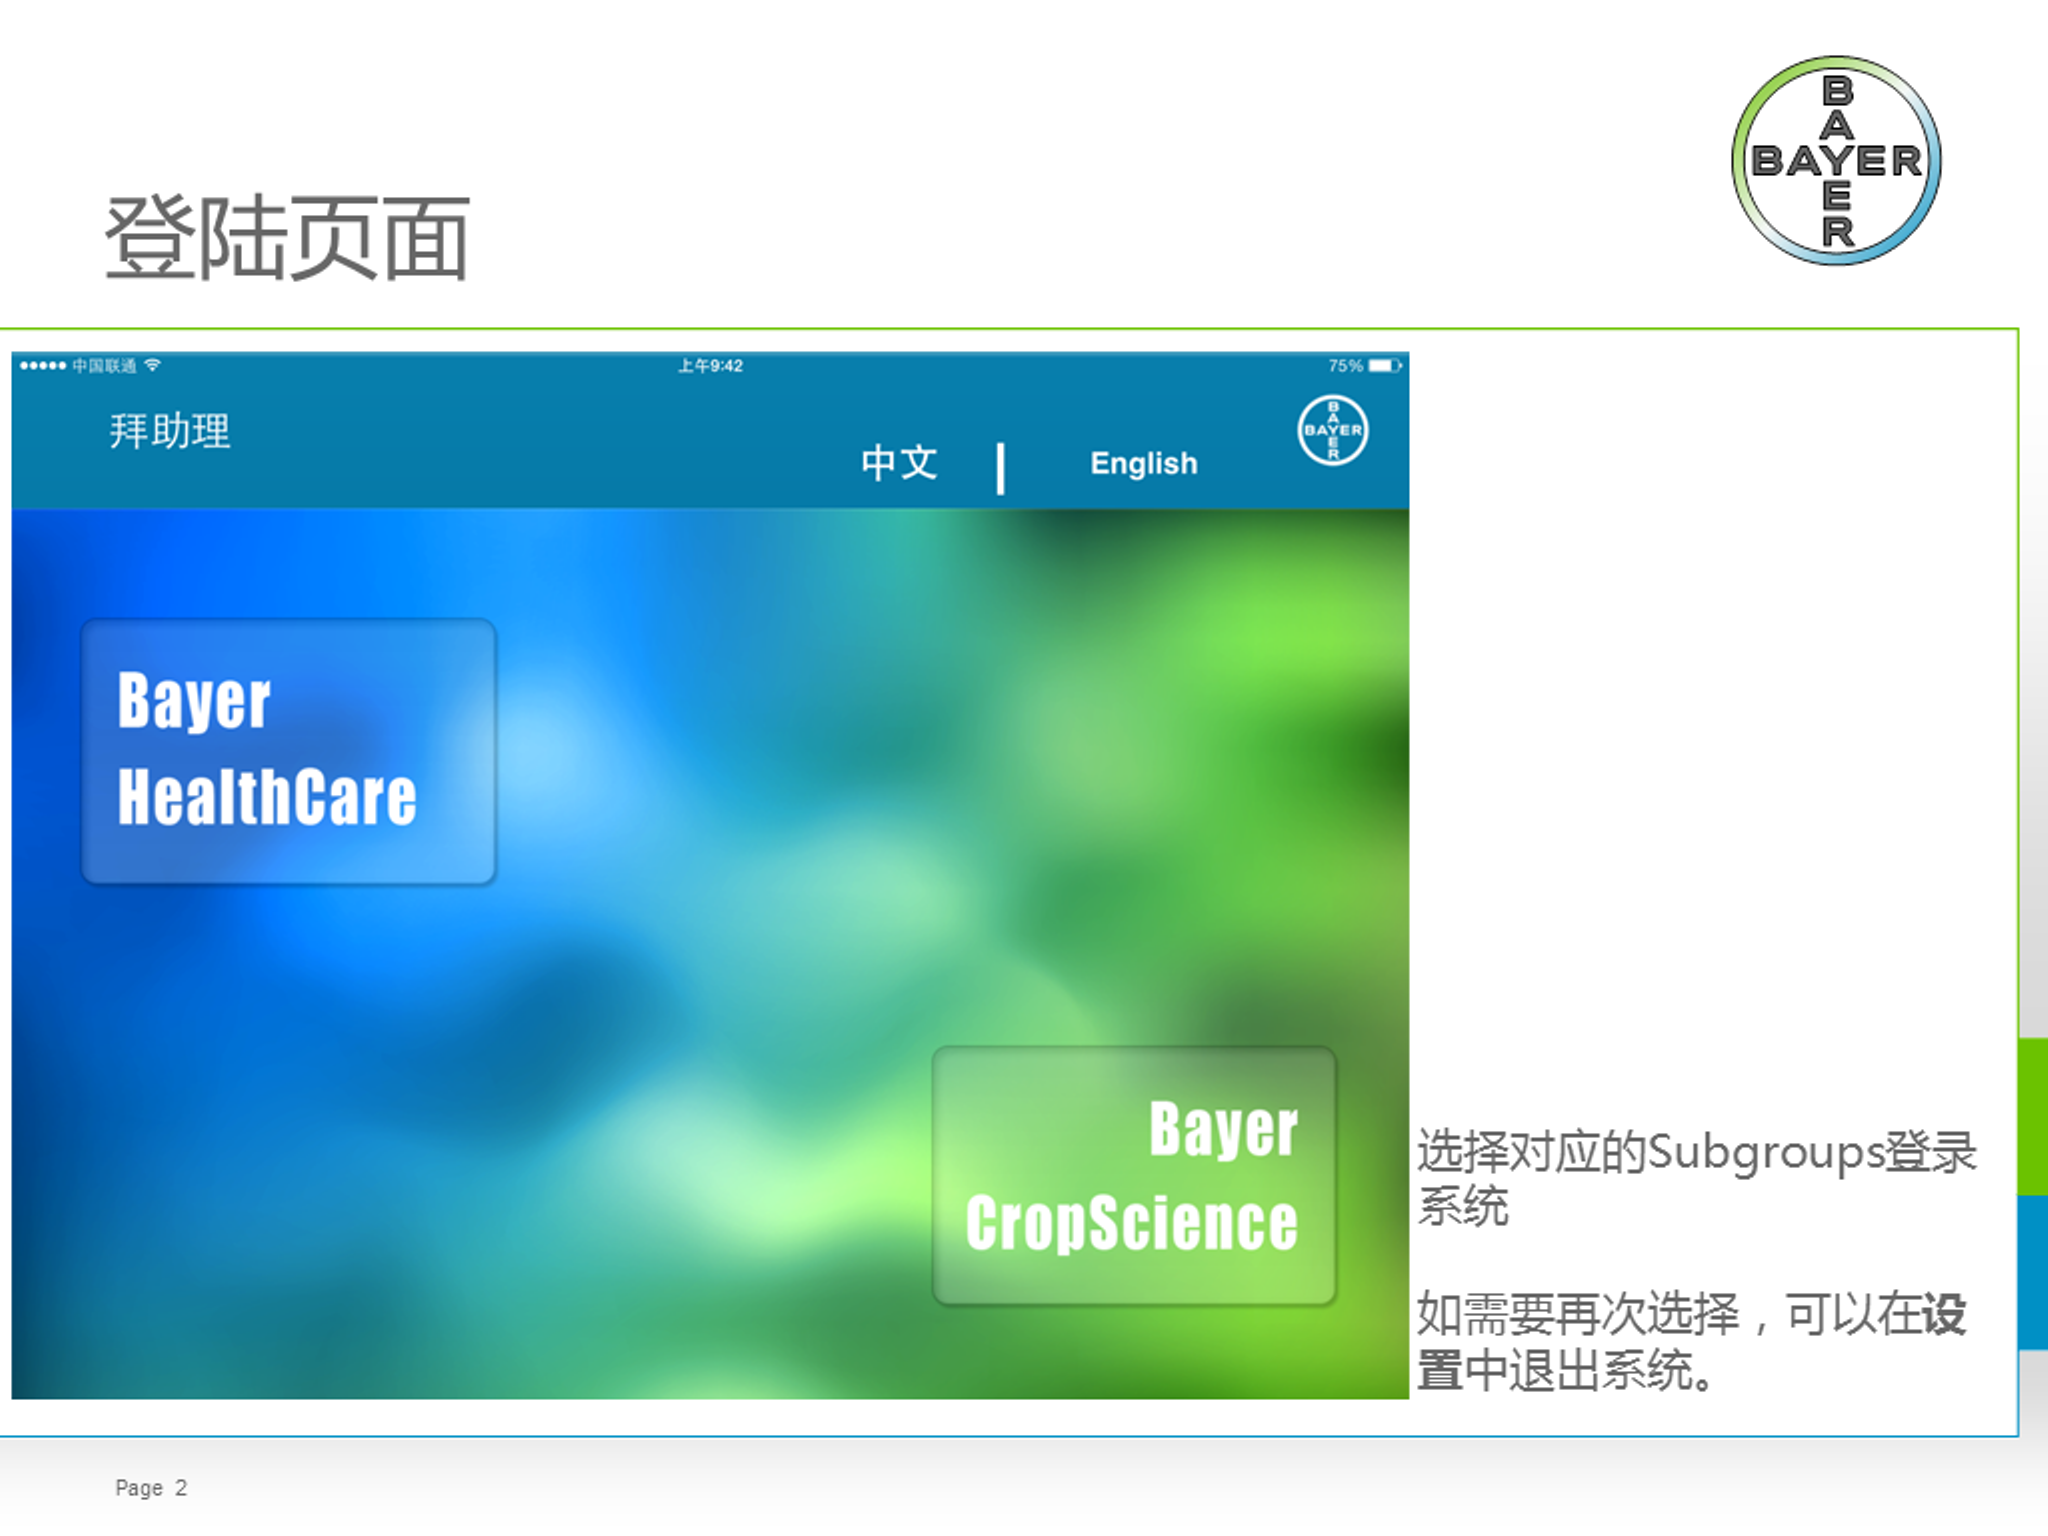 BAYER
BAYER
登陆页面
中国联通
上午9:42
75%
拜助理
中文 | English
BAYER
BAYER
Bayer
HealthCare
Bayer
CropScience
选择对应的Subgroups登录
系统
如需要再次选择，可以在设
置中退出系统。
Page 2